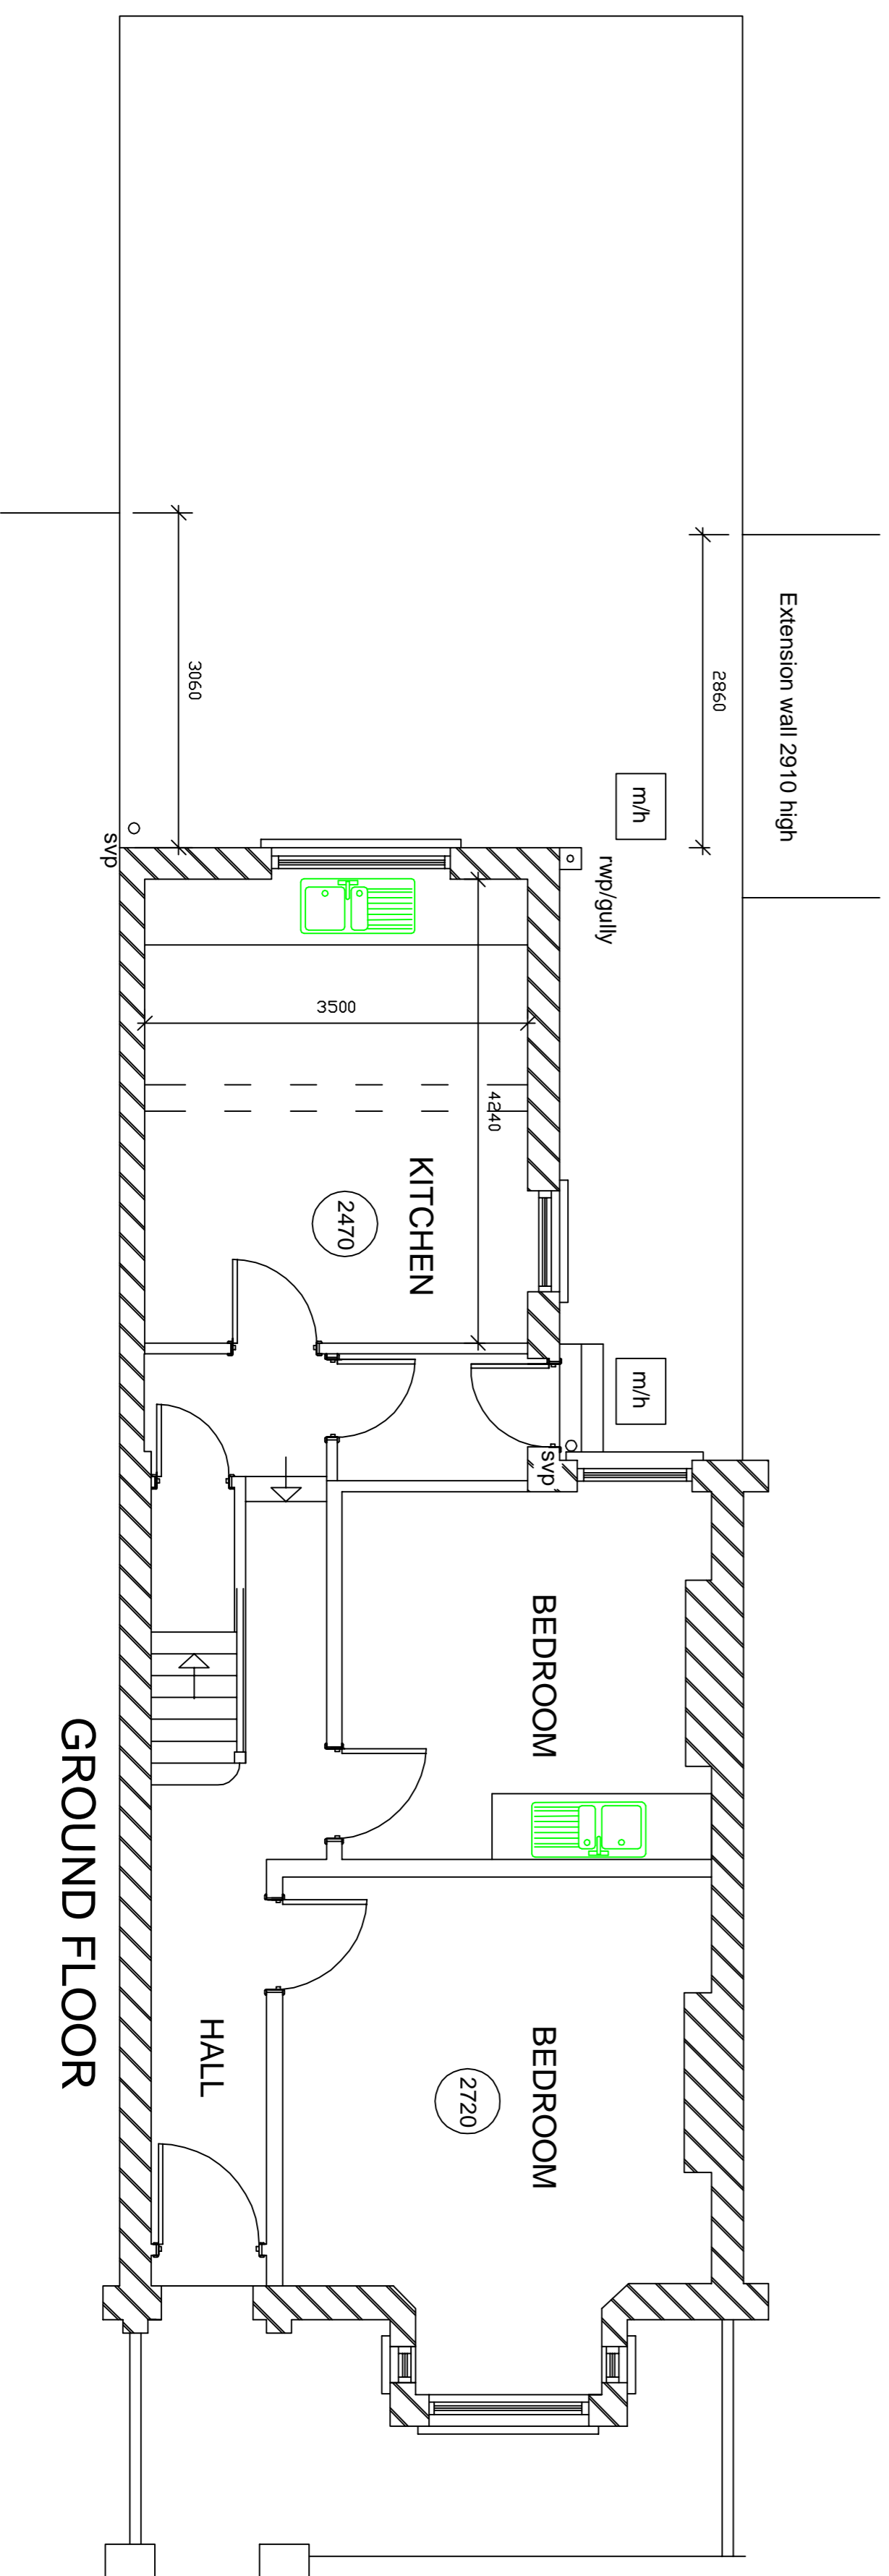 Extension wall 2910 high
2860
3060
m/h
rwp/gully
svp
3500
4240
KITCHEN
2470
m/h
svp
BEDROOM
BEDROOM
2720
HALL
GROUND FLOOR